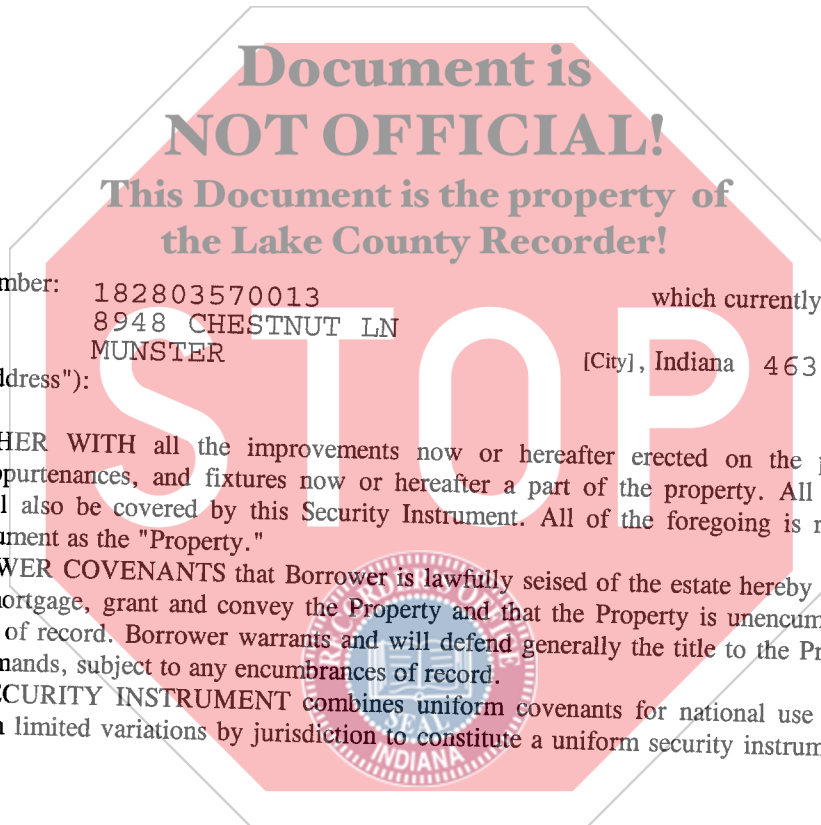 Document is
NOT OFFICIAL!
This Document is the property of
the Lake County Recorder!
mber: 182803570013 which currently
8948 CHESTNUT LN
MUNSTER [City], Indiana 463
ddress"):
STOP
HER WITH all the improvements now or hereafter erected on the
ppurtenances, and fixtures now or hereafter a part of the property. All
l also be covered by this Security Instrument. All of the foregoing is r
ument as the "Property."
WER COVENANTS that Borrower is lawfully seised of the estate hereby
ortgage, grant and convey the Property and that the Property is unencum
of record. Borrower warrants and will defend generally the title to the Pr
mands, subject to any encumbrances of record.
CURITY INSTRUMENT combines uniform covenants for national use
limited variations by jurisdiction to constitute a uniform security instrum
RECORDER'S OFFICE
SEAL
INDIANA